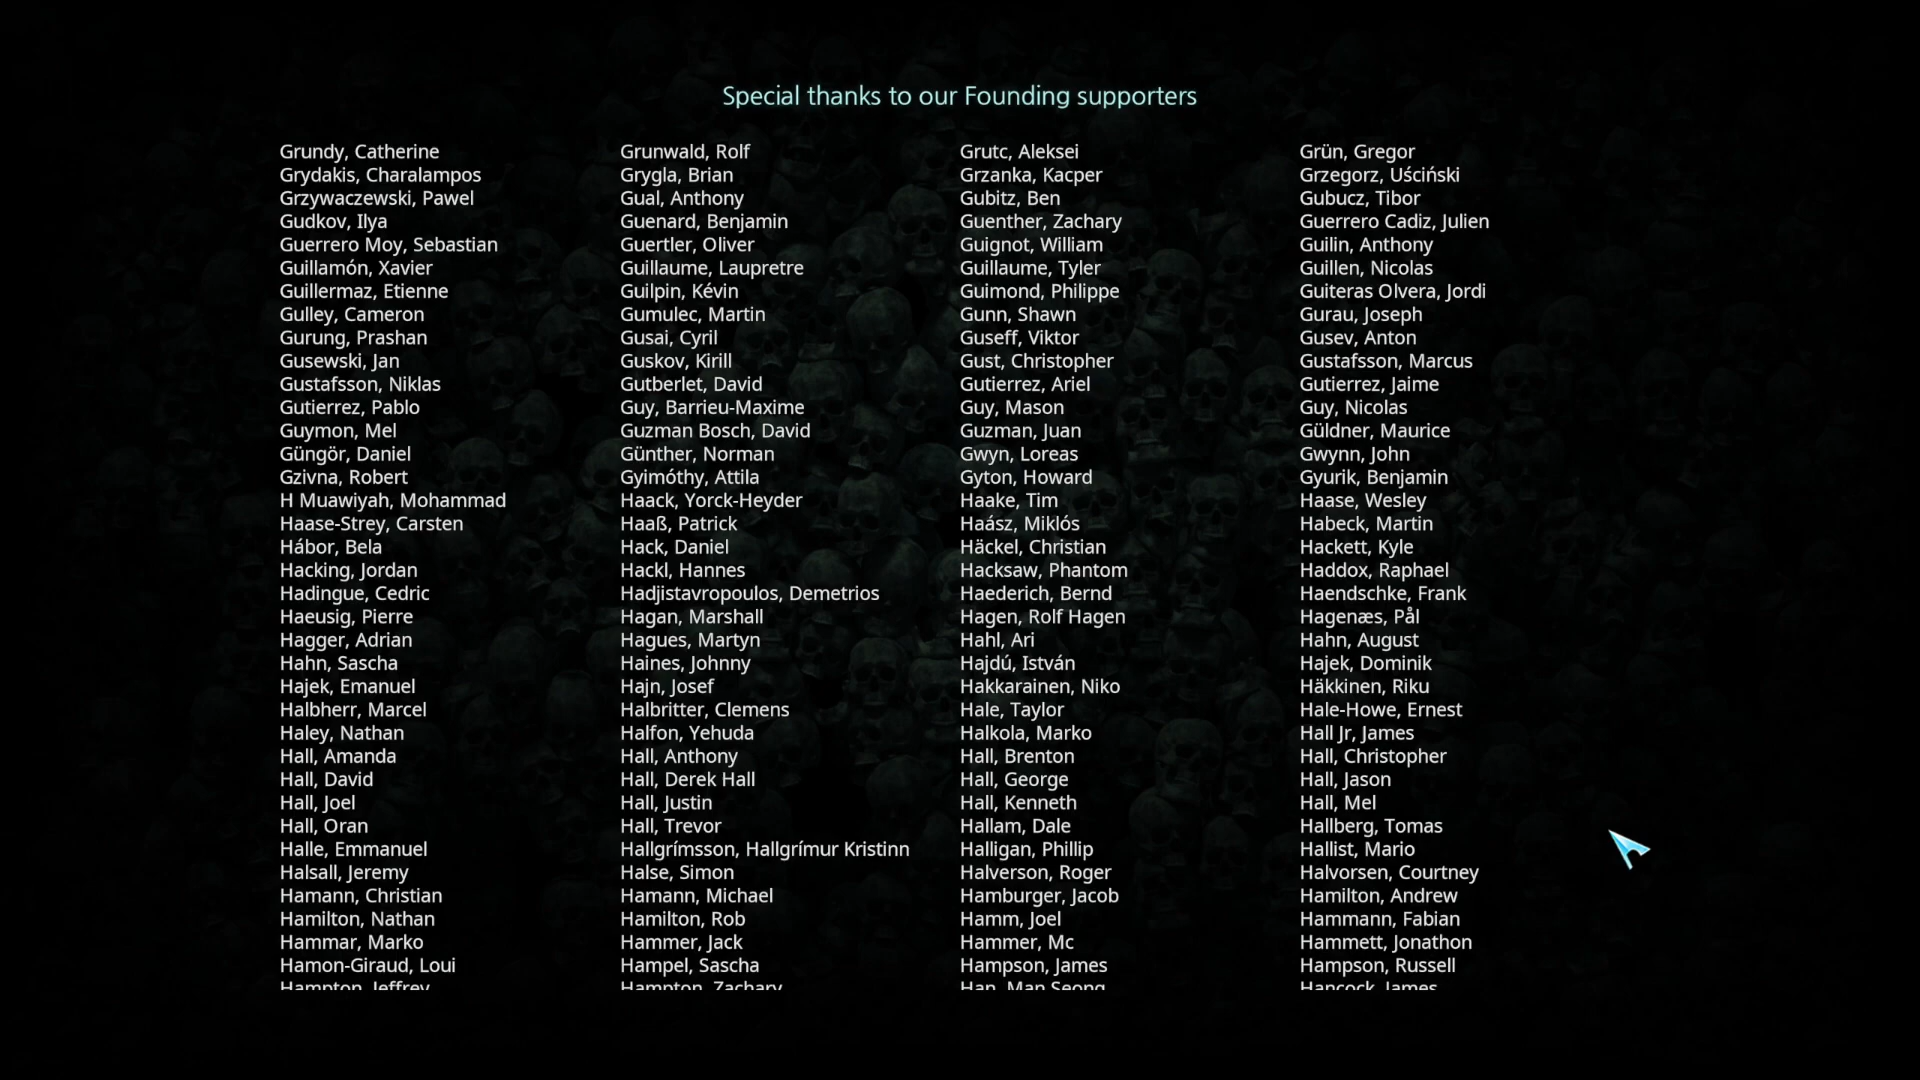 Special thanks to our Founding supporters
Grundy, Catherine Grunwald, Rolf Grutc, Aleksei Grün, Gregor
Grydakis, Charalampos Grygla, Brian Grzanka, Kacper Grzegorz, Uściński
Grzywaczewski, Pawel Gual, Anthony Gubitz, Ben Gubucz, Tibor
Gudkov, Ilya Guenard, Benjamin Guenther, Zachary Guerrero Cadiz, Julien
Guerrero Moy, Sebastian Guertler, Oliver Guignot, William Guilin, Anthony
Guillamón, Xavier Guillaume, Laupretre Guillaume, Tyler Guillen, Nicolas
Guillermaz, Etienne Guilpin, Kévin Guimond, Philippe Guiteras Olvera, Jordi
Gulley, Cameron Gumulec, Martin Gunn, Shawn Gurau, Joseph
Gurung, Prashan Gusai, Cyril Guseff, Viktor Gusev, Anton
Gusewski, Jan Guskov, Kirill Gust, Christopher Gustafsson, Marcus
Gustafsson, Niklas Gutberlet, David Gutierrez, Ariel Gutierrez, Jaime
Gutierrez, Pablo Guy, Barrieu-Maxime Guy, Mason Guy, Nicolas
Guymon, Mel Guzman Bosch, David Guzman, Juan Güldner, Maurice
Güngör, Daniel Günther, Norman Gwyn, Loreas Gwynn, John
Gzivna, Robert Gyimóthy, Attila Gyton, Howard Gyurik, Benjamin
H Muawiyah, Mohammad Haack, Yorck-Heyder Haake, Tim Haase, Wesley
Haase-Strey, Carsten Haaß, Patrick Haász, Miklós Habeck, Martin
Hábor, Bela Hack, Daniel Häckel, Christian Hackett, Kyle
Hacking, Jordan Hackl, Hannes Hacksaw, Phantom Haddox, Raphael
Hadingue, Cedric Hadjistavropoulos, Demetrios Haederich, Bernd Haendschke, Frank
Haeusig, Pierre Hagan, Marshall Hagen, Rolf Hagen Hagenæs, Pål
Hagger, Adrian Hagues, Martyn Hahl, Ari Hahn, August
Hahn, Sascha Haines, Johnny Hajdú, István Hajek, Dominik
Hajek, Emanuel Hajn, Josef Hakkarainen, Niko Häkkinen, Riku
Halbherr, Marcel Halbritter, Clemens Hale, Taylor Hale-Howe, Ernest
Haley, Nathan Halfon, Yehuda Halkola, Marko Hall Jr, James
Hall, Amanda Hall, Anthony Hall, Brenton Hall, Christopher
Hall, David Hall, Derek Hall Hall, George Hall, Jason
Hall, Joel Hall, Justin Hall, Kenneth Hall, Mel
Hall, Oran Hall, Trevor Hallam, Dale Hallberg, Tomas
Halle, Emmanuel Hallgrímsson, Hallgrímur Kristinn Halligan, Phillip Hallist, Mario
Halsall, Jeremy Halse, Simon Halverson, Roger Halvorsen, Courtney
Hamann, Christian Hamann, Michael Hamburger, Jacob Hamilton, Andrew
Hamilton, Nathan Hamilton, Rob Hamm, Joel Hammann, Fabian
Hammar, Marko Hammer, Jack Hammer, Mc Hammett, Jonathon
Hamon-Giraud, Loui Hampel, Sascha Hampson, James Hampson, Russell
Hampton, Jeffrey Hampton, Zachary Han, Man Seong Hancock, James